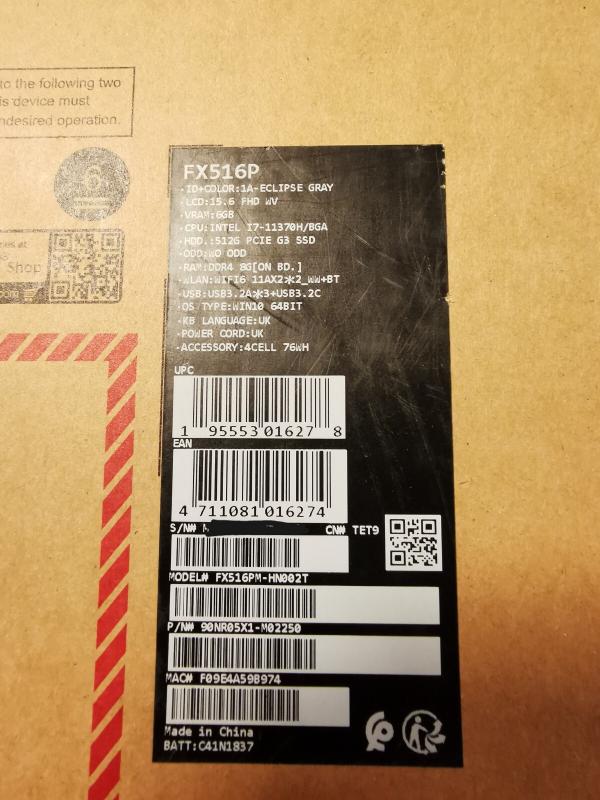 to the following two
is device must
ndesired operation.
6
Shop
.com
FX516P
·ID+COLOR:1A-ECLIPSE GRAY
·LCD:15.6 FHD WV
·VRAM:6GB
·CPU:INTEL I7-11370H/BGA
·HDD.:512G PCIE G3 SSD
·ODD:WO ODD
·RAM:DDR4 8G[ON BD.]
·WLAN:WIFI6 11AX2*2_WW+BT
·USB:USB3.2A*3+USB3.2C
·OS TYPE:WIN10 64BIT
·KB LANGUAGE:UK
·POWER CORD:UK
·ACCESSORY:4CELL 76WH
UPC
1 95553 01627 8
EAN
4 711081 016274
S/N# M
CN# TET9
MODEL# FX516PM-HN002T
P/N# 90NR05X1-M02250
MAC# F09E4A59B974
Made in China
BATT:C41N1837